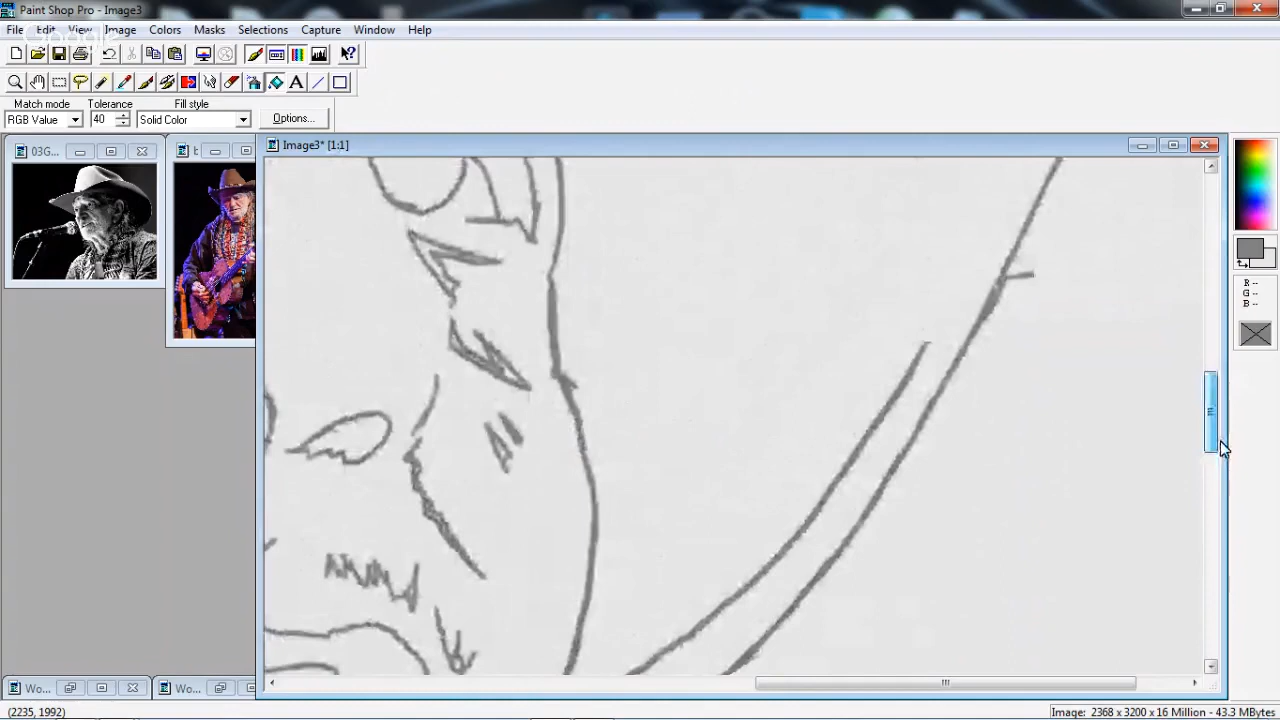 Paint Shop Pro - Image3
File Edit View Image Colors Masks Selections Capture Window Help
Google
Match mode Tolerance Fill style
RGB Value 40 Solid Color Options...
03G...
Image3* [1:1]
R --
G --
B --
Wo... Wo...
(2235, 1992) Image: 2368 x 3200 x 16 Million - 43.3 MBytes